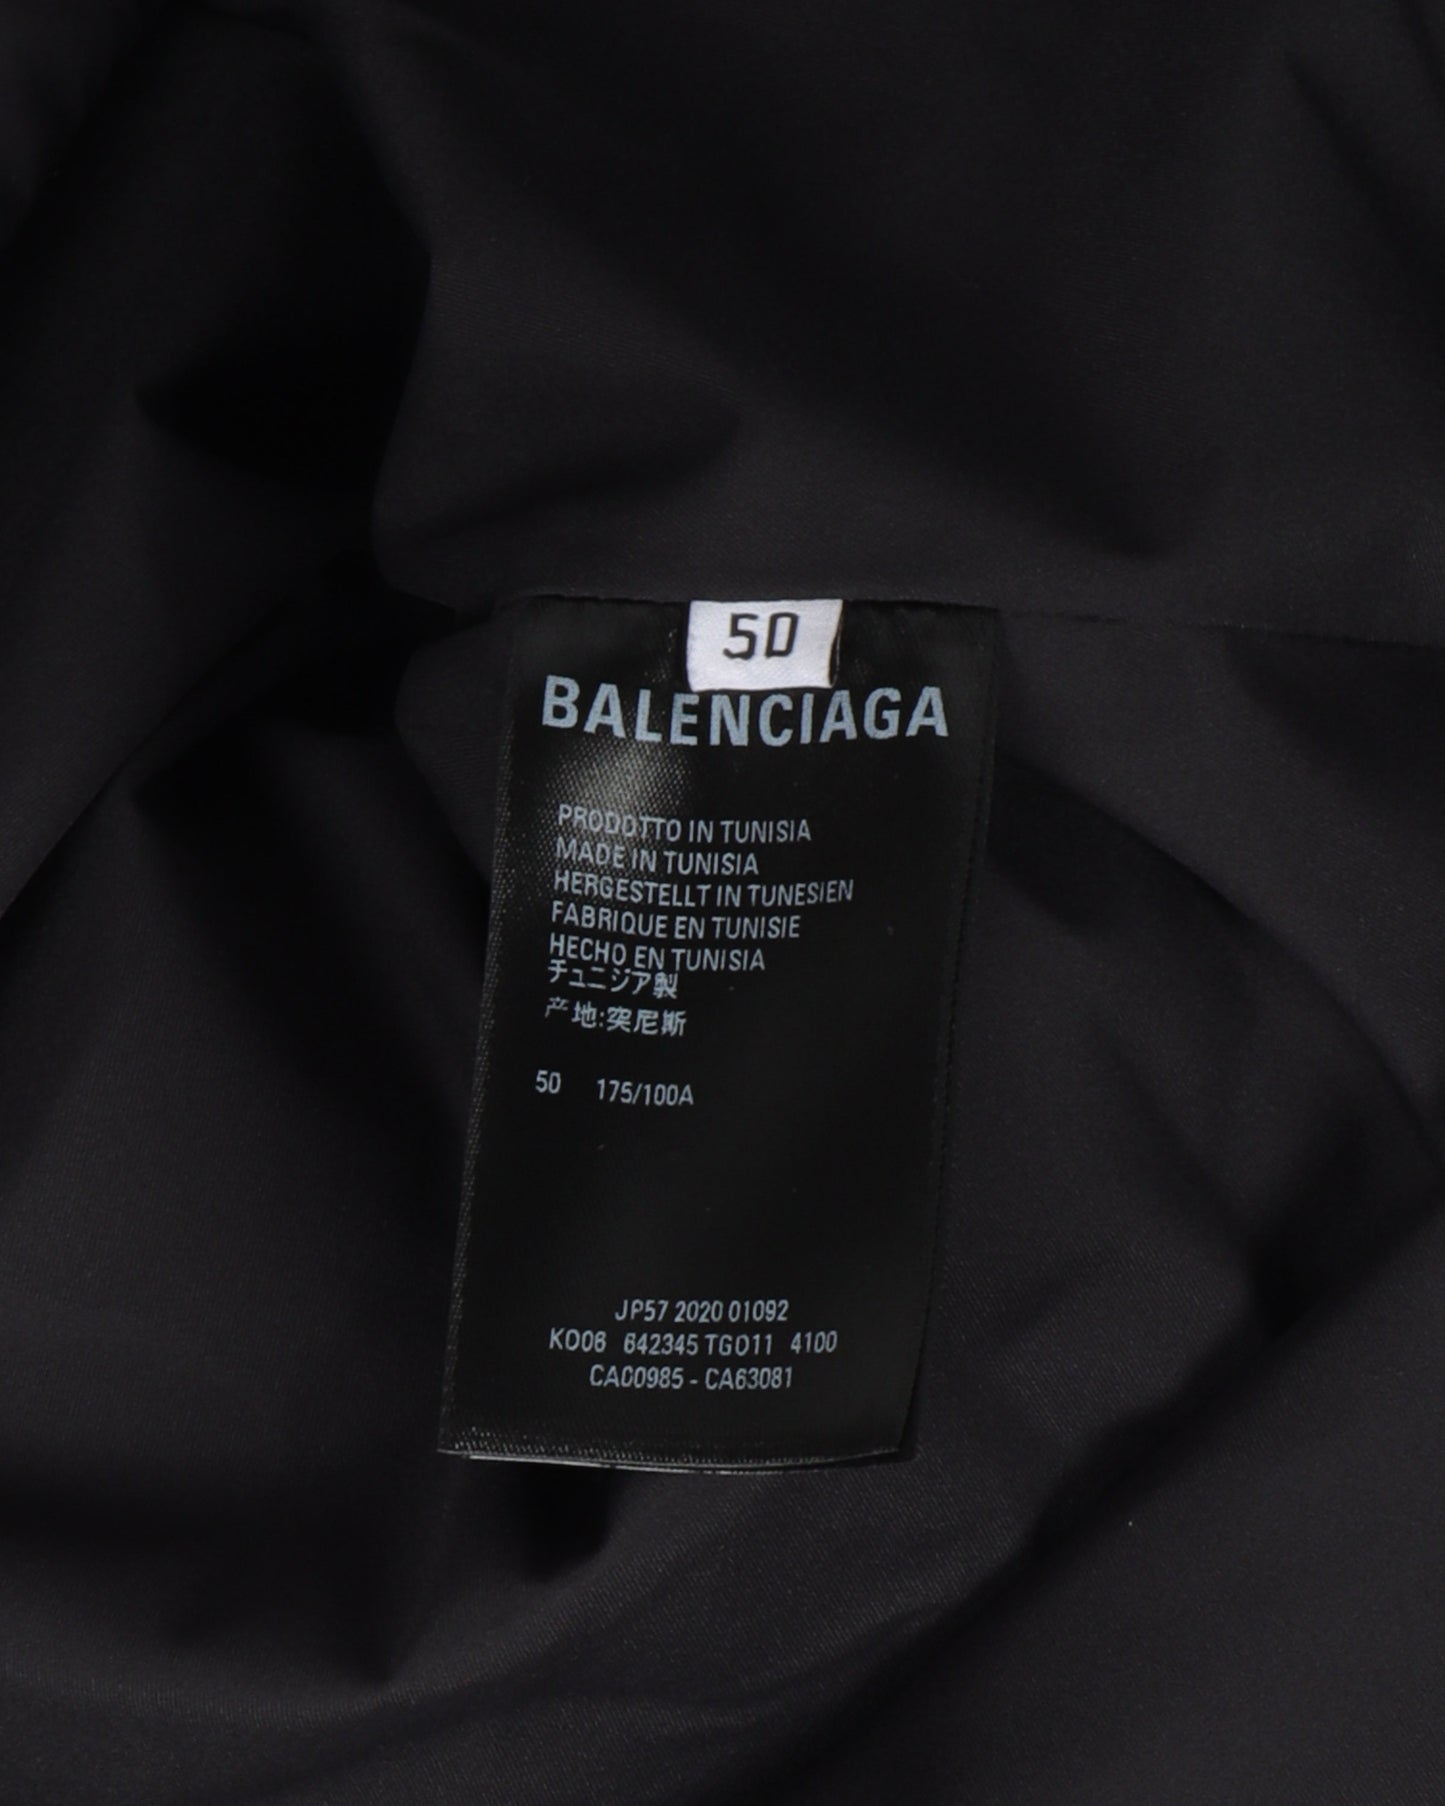 50
BALENCIAGA
PRODOTTO IN TUNISIA
MADE IN TUNISIA
HERGESTELLT IN TUNESIEN
FABRIQUE EN TUNISIE
HECHO EN TUNISIA
チュニジア製
产地:突尼斯
50 175/100A
JP57 2020 01092
KO06 642345 TGO11 4100
CA00985 - CA63081